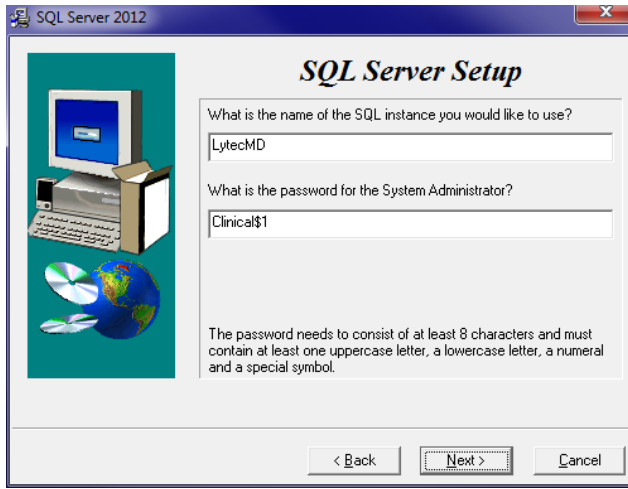 SQL Server 2012
SQL Server Setup
What is the name of the SQL instance you would like to use?
LytecMD
What is the password for the System Administrator?
Clinical$1
The password needs to consist of at least 8 characters and must
contain at least one uppercase letter, a lowercase letter, a numeral
and a special symbol.
< Back
Next >
Cancel